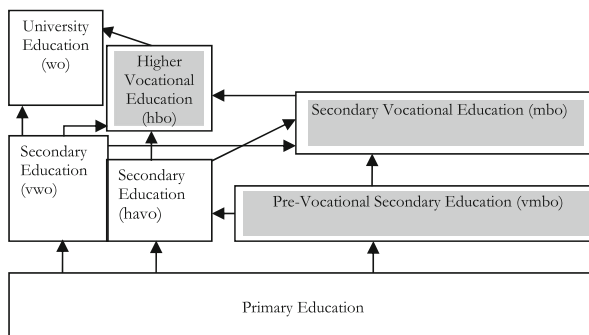 University
Education
(wo)
Higher
Vocational
Education
(hbo)
Secondary Vocational Education (mbo)
Secondary
Education
(vwo)
Secondary
Education
(havo)
Pre-Vocational Secondary Education (vmbo)
Primary Education